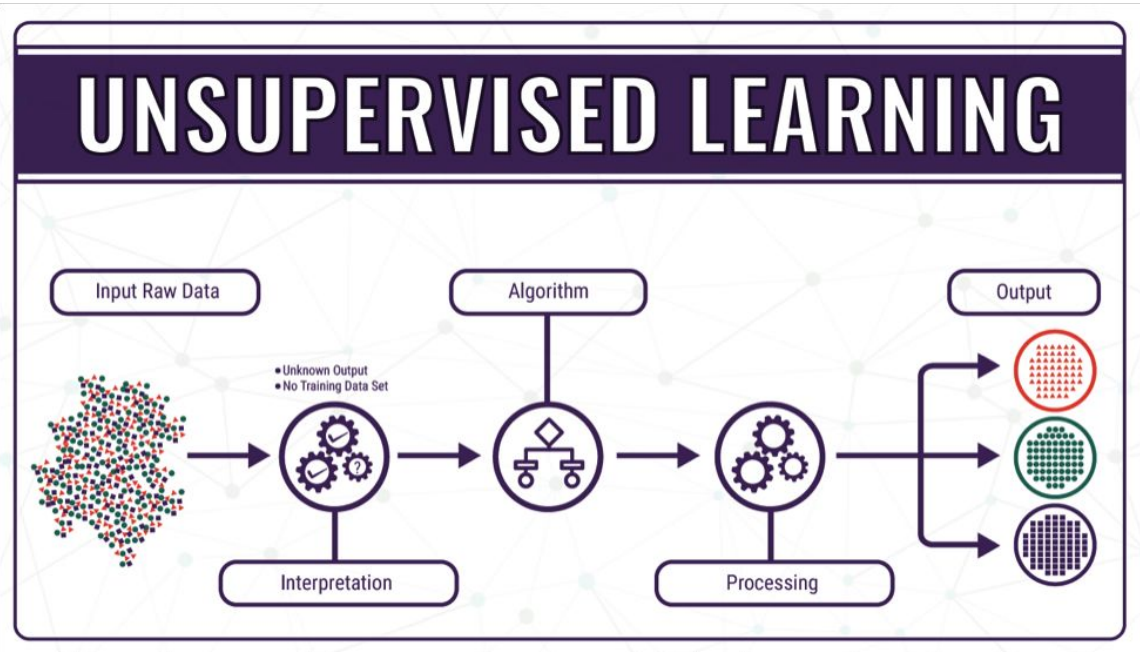 UNSUPERVISED LEARNING
Input Raw Data
Algorithm
Output
•Unknown Output
•No Training Data Set
?
Interpretation
Processing